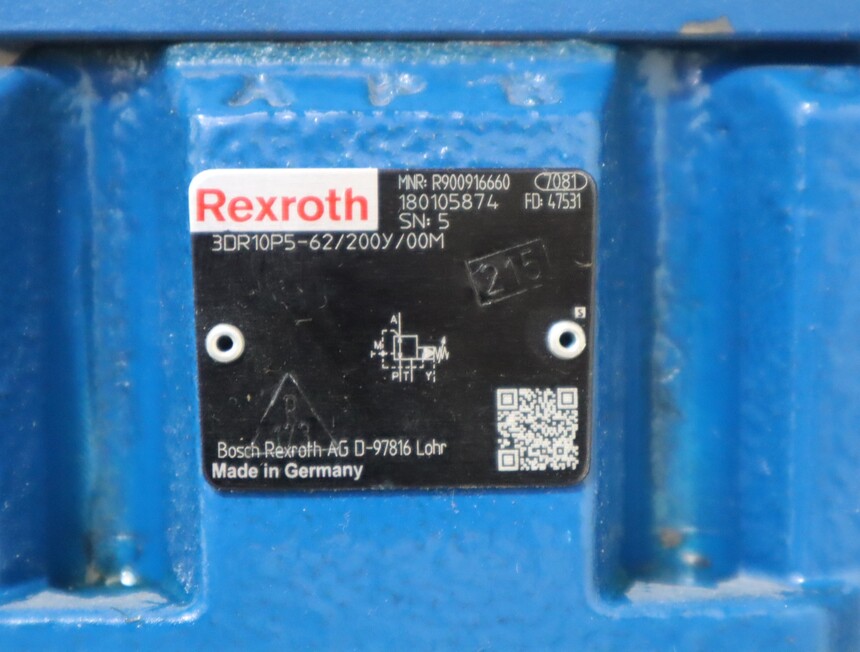 Rexroth
MNR: R900916660 7081
180105874 FD: 47531
SN: 5
3DR10P5-62/200Y/00M
215
S
A
M
P T Y
P
Bosch Rexroth AG D-97816 Lohr
Made in Germany